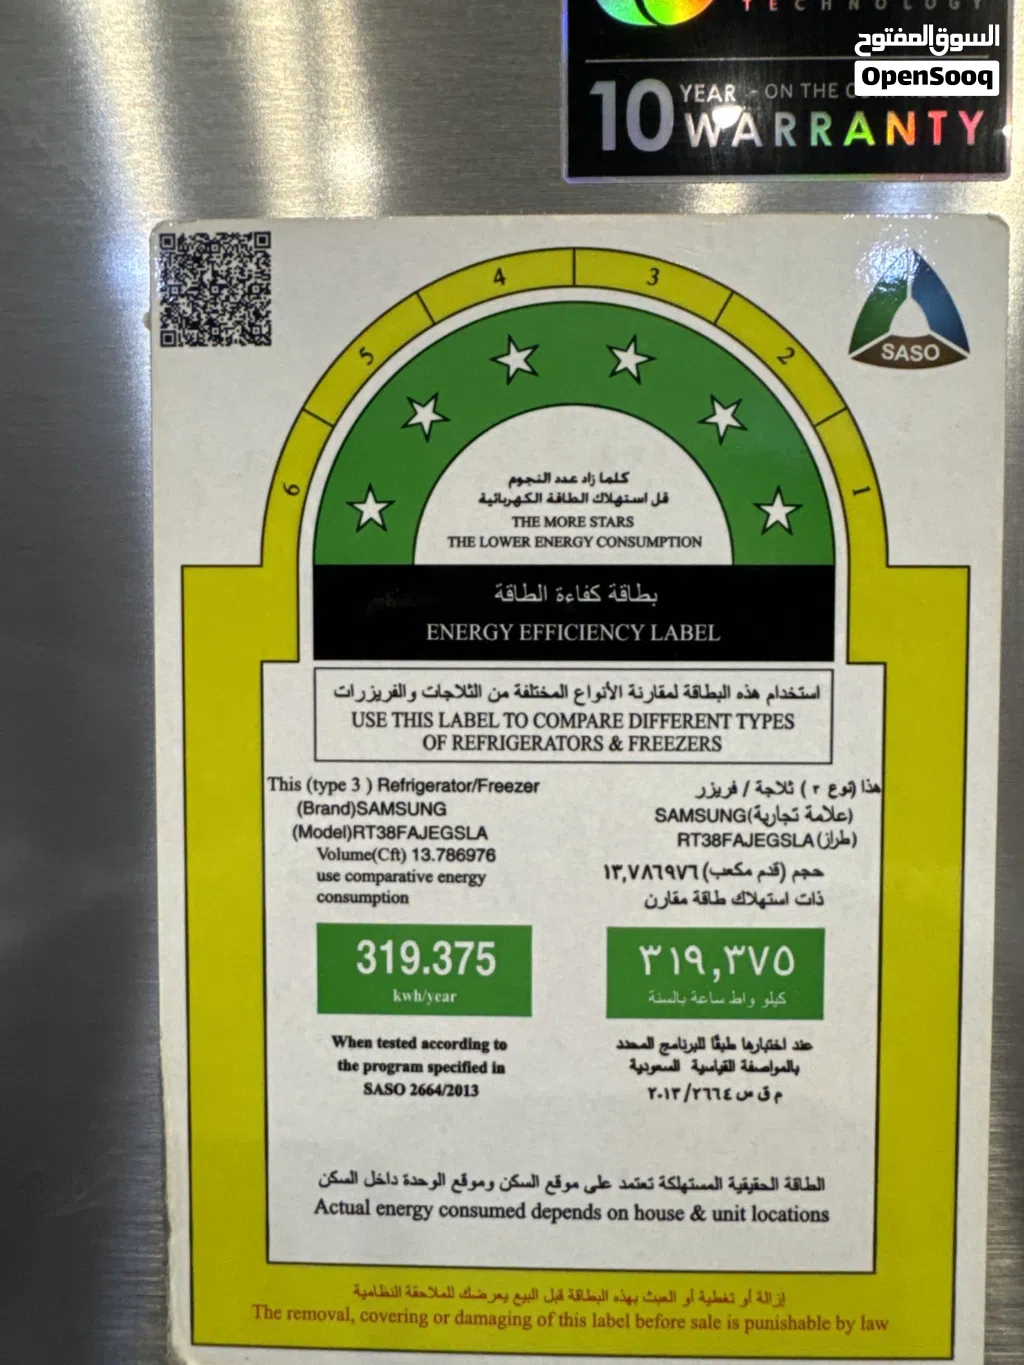 TECHNOLOGY
السوق المفتوح
OpenSooq
10 YEAR - ON THE
WARRANTY
SASO
1
2
3
4
5
6
كلما زاد عدد النجوم
قل استهلاك الطاقة الكهربائية
THE MORE STARS
THE LOWER ENERGY CONSUMPTION
بطاقة كفاءة الطاقة
ENERGY EFFICIENCY LABEL
استخدام هذه البطاقة لمقارنة الأنواع المختلفة من الثلاجات والفريزرات
USE THIS LABEL TO COMPARE DIFFERENT TYPES
OF REFRIGERATORS & FREEZERS
This (type 3 ) Refrigerator/Freezer
(Brand)SAMSUNG
(Model)RT38FAJEGSLA
Volume(Cft) 13.786976
use comparative energy
consumption
319.375
kwh/year
When tested according to
the program specified in
SASO 2664/2013
هذا (نوع ٣ ) ثلاجة / فريزر
(علامة تجارية)SAMSUNG
(طراز)RT38FAJEGSLA
حجم (قدم مكعب) ١٣,٧٨٦٩٧٦
ذات استهلاك طاقة مقارن
٣١٩,٣٧٥
كيلو واط ساعة بالسنة
عند اختبارها طبقًا للبرنامج المحدد
بالمواصفة القياسية السعودية
م ق س ٢٠١٣/٢٦٦٤
الطاقة الحقيقية المستهلكة تعتمد على موقع السكن وموقع الوحدة داخل السكن
Actual energy consumed depends on house & unit locations
إزالة أو تغطية أو العبث بهذه البطاقة قبل البيع يعرضك للملاحقة النظامية
The removal, covering or damaging of this label before sale is punishable by law